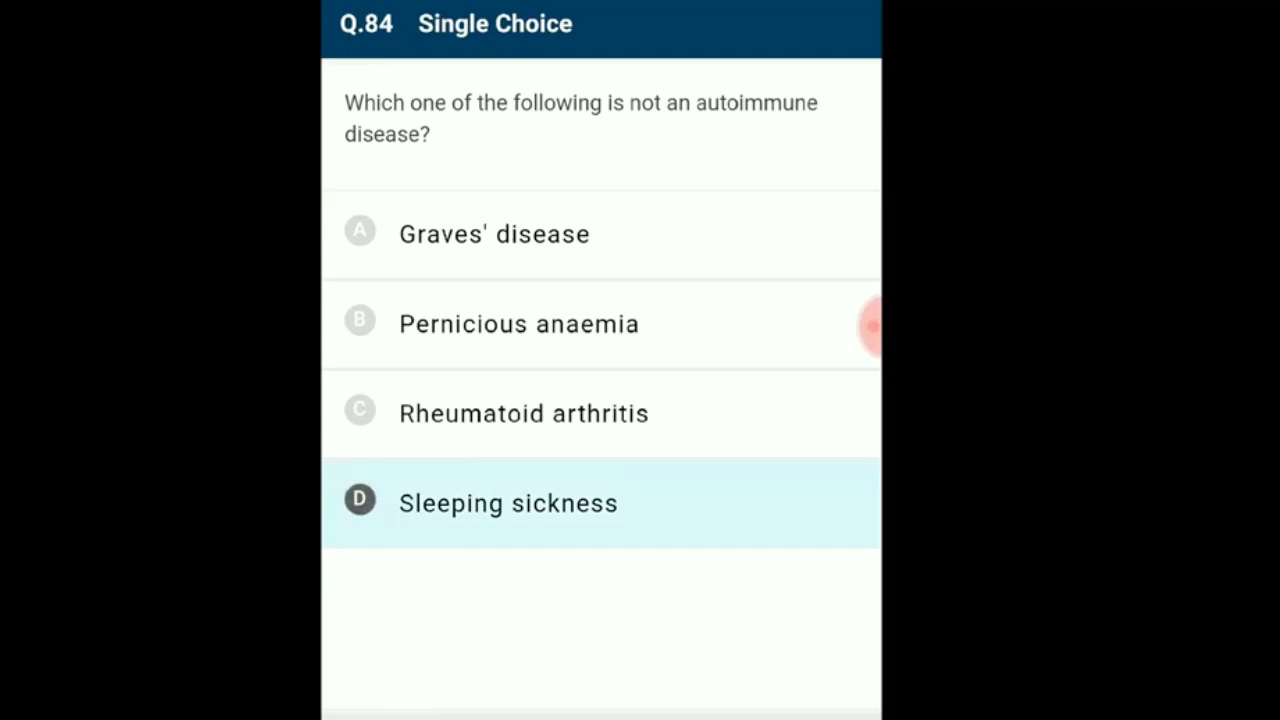 Q.84 Single Choice
Which one of the following is not an autoimmune
disease?
A Graves' disease
B Pernicious anaemia
C Rheumatoid arthritis
D Sleeping sickness